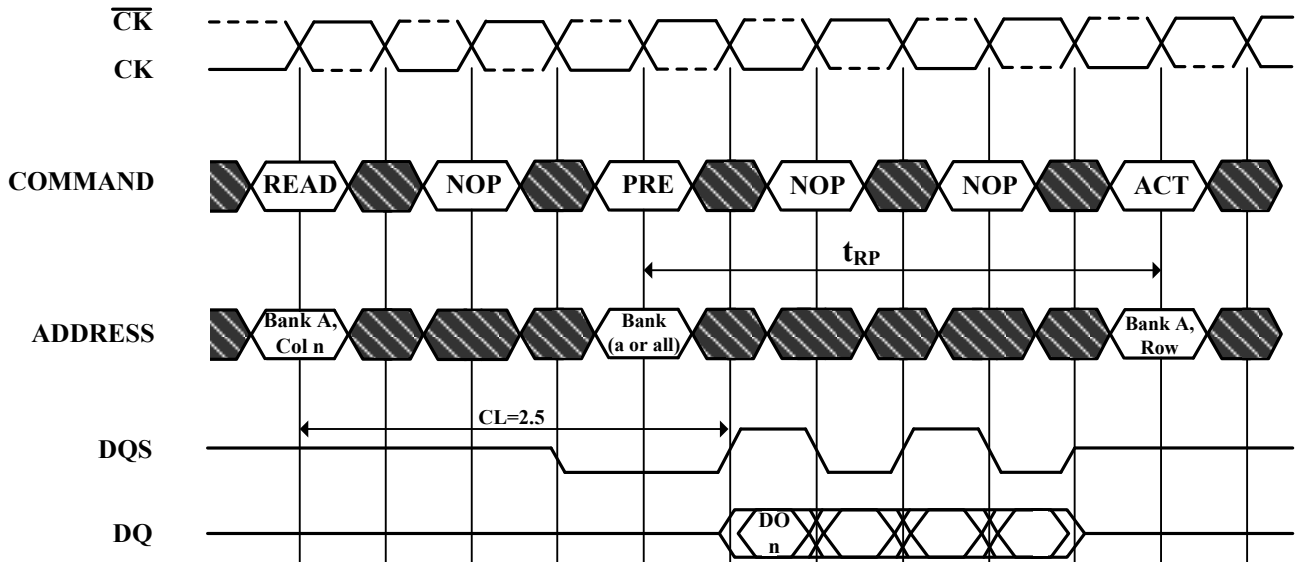 C̅K̅
CK
COMMAND
READ
NOP
PRE
NOP
NOP
ACT
tRP
ADDRESS
Bank A,
Col n
Bank
(a or all)
Bank A,
Row
CL=2.5
DQS
DQ
DO
n